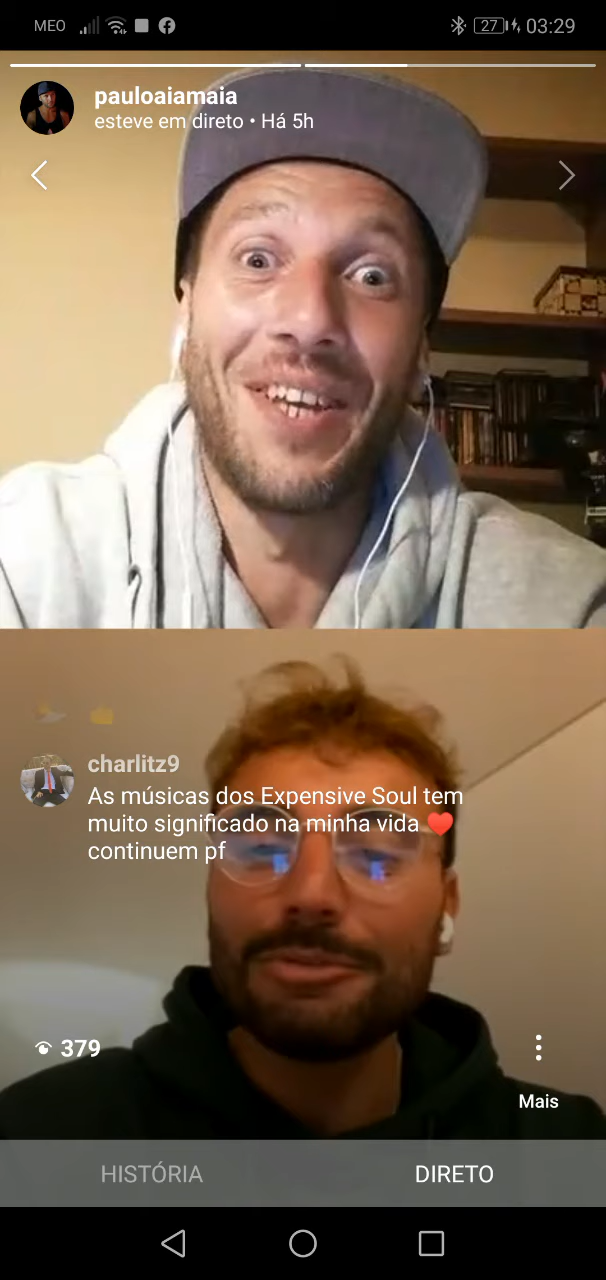 MEO
27
03:29
pauloaiamaia
esteve em direto • Há 5h
charlitz9
As músicas dos Expensive Soul tem
muito significado na minha vida ❤️
continuem pf
379
Mais
HISTÓRIA
DIRETO